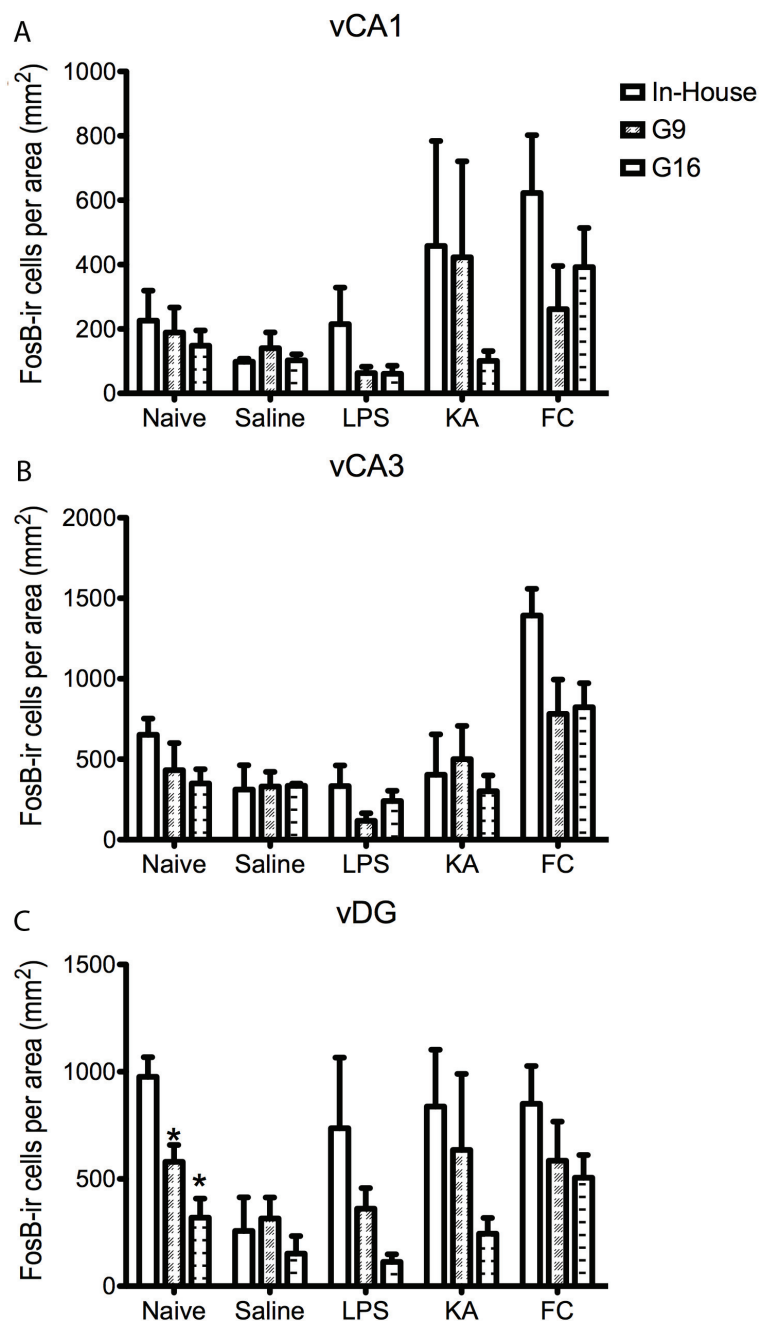 A
vCA1
FosB-ir cells per area (mm²)
1000
800
600
400
200
0
Naive Saline LPS KA FC
In-House
G9
G16
B
vCA3
FosB-ir cells per area (mm²)
2000
1500
1000
500
0
Naive Saline LPS KA FC
C
vDG
FosB-ir cells per area (mm²)
1500
1000
500
0
* *
Naive Saline LPS KA FC